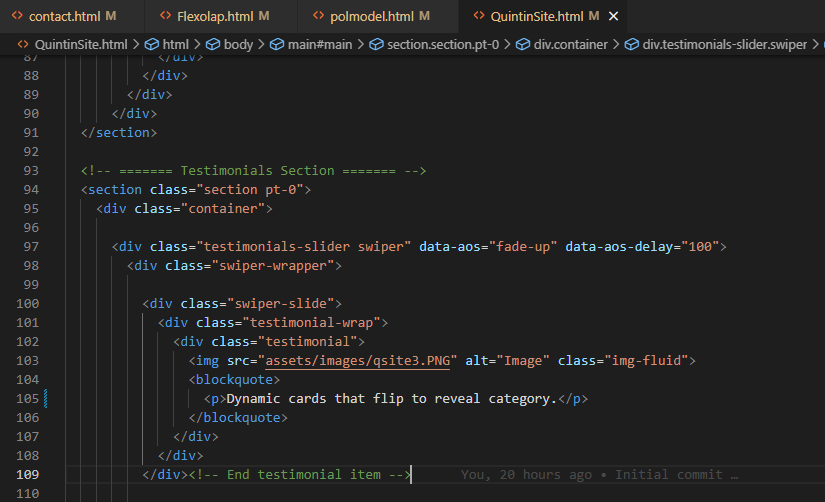 contact.html M Flexolap.html M polmodel.html M QuintinSite.html M
QuintinSite.html > html > body > main#main > section.section.pt-0 > div.container > div.testimonials-slider.swiper >
87 </div>
88 </div>
89 </div>
90 </div>
91 </section>
92
93 <!-- ======= Testimonials Section ======= -->
94 <section class="section pt-0">
95 <div class="container">
96
97 <div class="testimonials-slider swiper" data-aos="fade-up" data-aos-delay="100">
98 <div class="swiper-wrapper">
99
100 <div class="swiper-slide">
101 <div class="testimonial-wrap">
102 <div class="testimonial">
103 <img src="assets/images/qsite3.PNG" alt="Image" class="img-fluid">
104 <blockquote>
105 <p>Dynamic cards that flip to reveal category.</p>
106 </blockquote>
107 </div>
108 </div>
109 </div><!-- End testimonial item --> You, 20 hours ago • Initial commit …
110